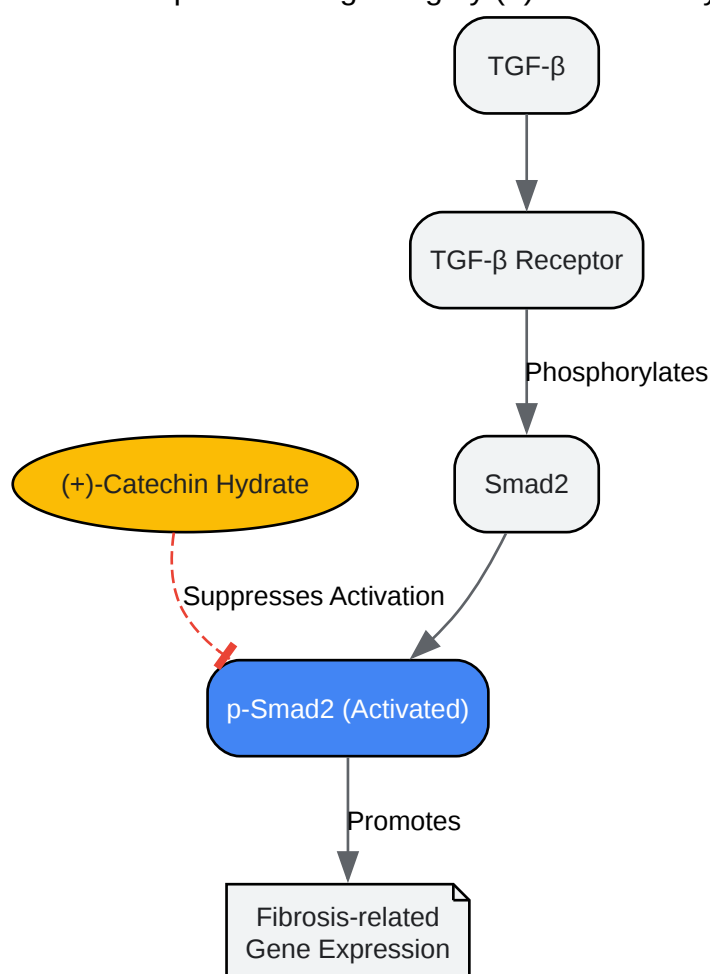 TGF-β
TGF-β Receptor
Phosphorylates
(+)-Catechin Hydrate
Smad2
Suppresses Activation
p-Smad2 (Activated)
Promotes
Fibrosis-related
Gene Expression